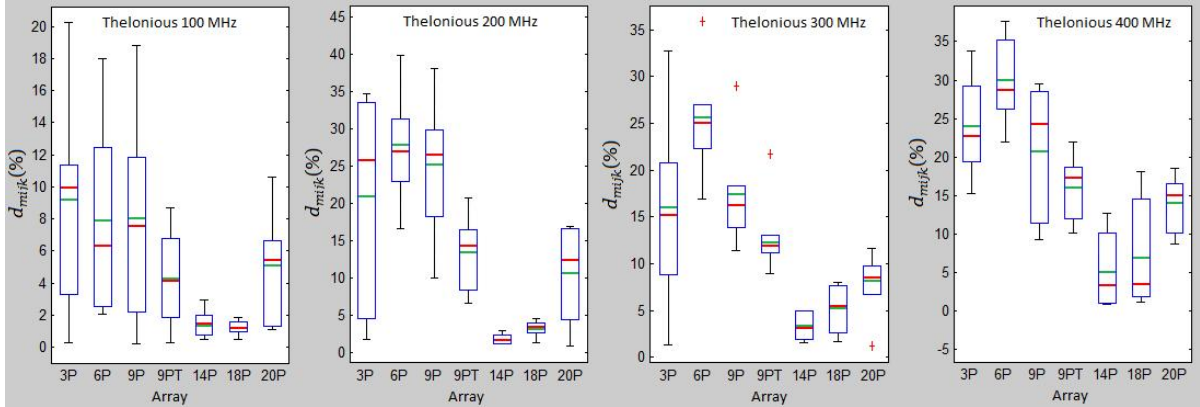 Thelonious 100 MHz
d_mijk(%)
20
18
16
14
12
10
8
6
4
2
0
3P 6P 9P 9PT 14P 18P 20P
Array
Thelonious 200 MHz
d_mijk(%)
45
40
35
30
25
20
15
10
5
0
3P 6P 9P 9PT 14P 18P 20P
Array
Thelonious 300 MHz
d_mijk(%)
35
30
25
20
15
10
5
0
3P 6P 9P 9PT 14P 18P 20P
Array
Thelonious 400 MHz
d_mijk(%)
40
35
30
25
20
15
10
5
0
-5
3P 6P 9P 9PT 14P 18P 20P
Array